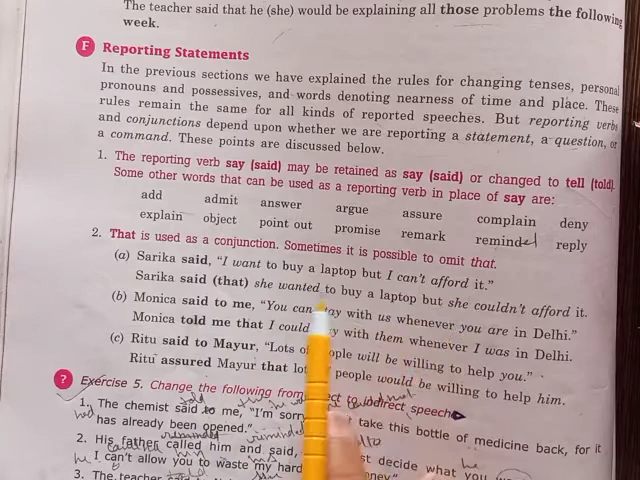 The teacher said that he (she) would be explaining all those problems the following
week.
F Reporting Statements
In the previous sections we have explained the rules for changing tenses, personal
pronouns and possessives, and words denoting nearness of time and place. These
rules remain the same for all kinds of reported speeches. But reporting verbs
and conjunctions depend upon whether we are reporting a statement, a question, or
a command. These points are discussed below.
1. The reporting verb say (said) may be retained as say (said) or changed to tell (told).
Some other words that can be used as a reporting verb in place of say are:
add admit answer argue assure complain deny
explain object point out promise remark remind reply
2. That is used as a conjunction. Sometimes it is possible to omit that.
(a) Sarika said, "I want to buy a laptop but I can't afford it."
Sarika said (that) she wanted to buy a laptop but she couldn't afford it.
(b) Monica said to me, "You can stay with us whenever you are in Delhi."
Monica told me that I could with them whenever I was in Delhi.
(c) Ritu said to Mayur, "Lots will be willing to help you."
Ritu assured Mayur that people would be willing to help him.
? Exercise 5. Change the following from to indirect speech
told
1. The chemist said to me, "I'm sorry take this bottle of medicine back, for it
had
has already been opened."
reminded
2. His father called him and said, decide what you
he
I can't allow you to waste my hard
3. The teacher